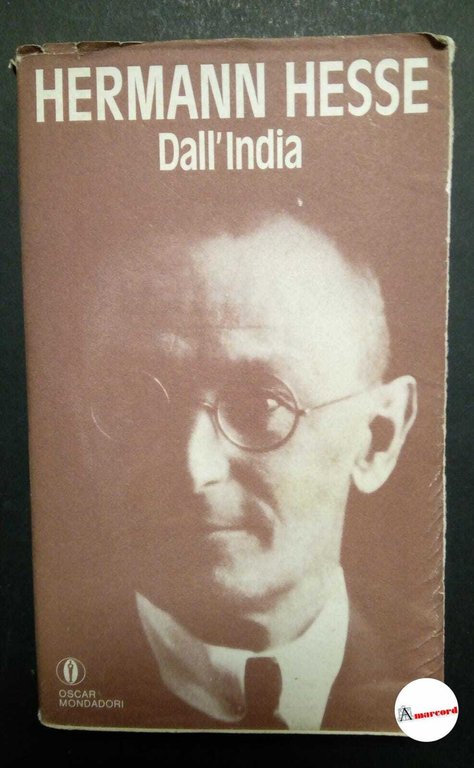 HERMANN HESSE
Dall'India
OSCAR
MONDADORI
Amarcord